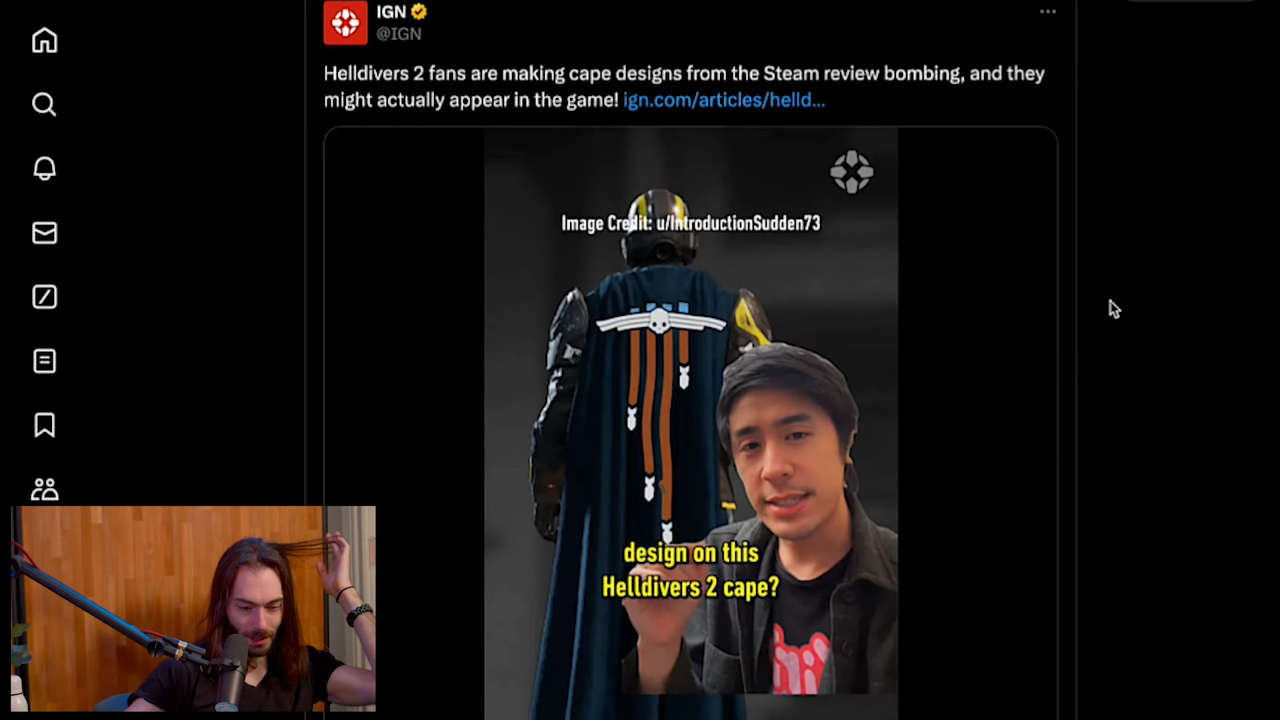 IGN
@IGN
Helldivers 2 fans are making cape designs from the Steam review bombing, and they
might actually appear in the game! ign.com/articles/helld...
Image Credit: u/IntroductionSudden73
design on this
Helldivers 2 cape?